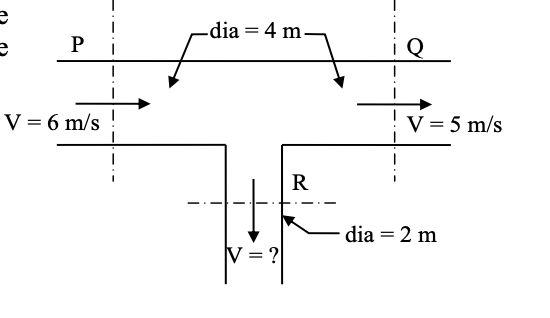 e
e
dia = 4 m
P
Q
V = 6 m/s
V = 5 m/s
R
dia = 2 m
V = ?